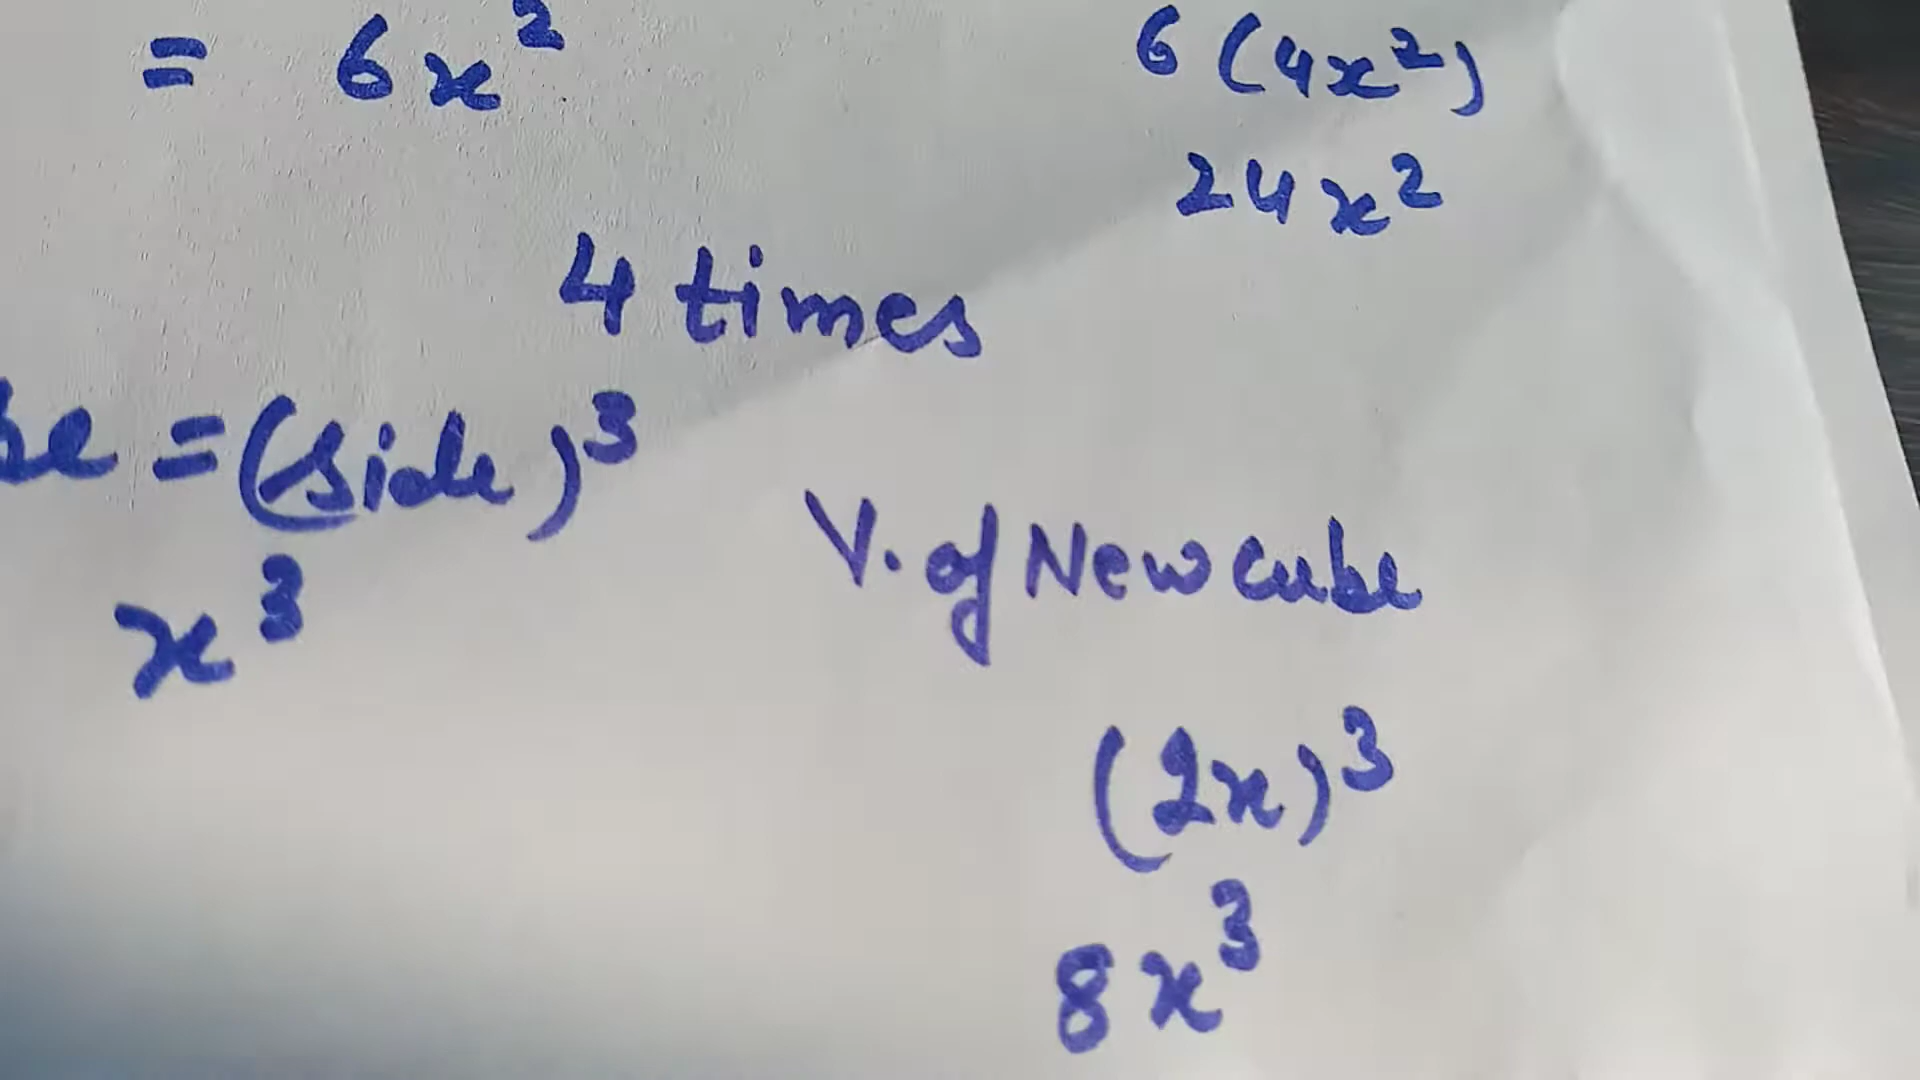 = 6x²
6 (4x²)
24x²
4 times
= (side)³
x³
V. of New cube
(2x)³
8x³